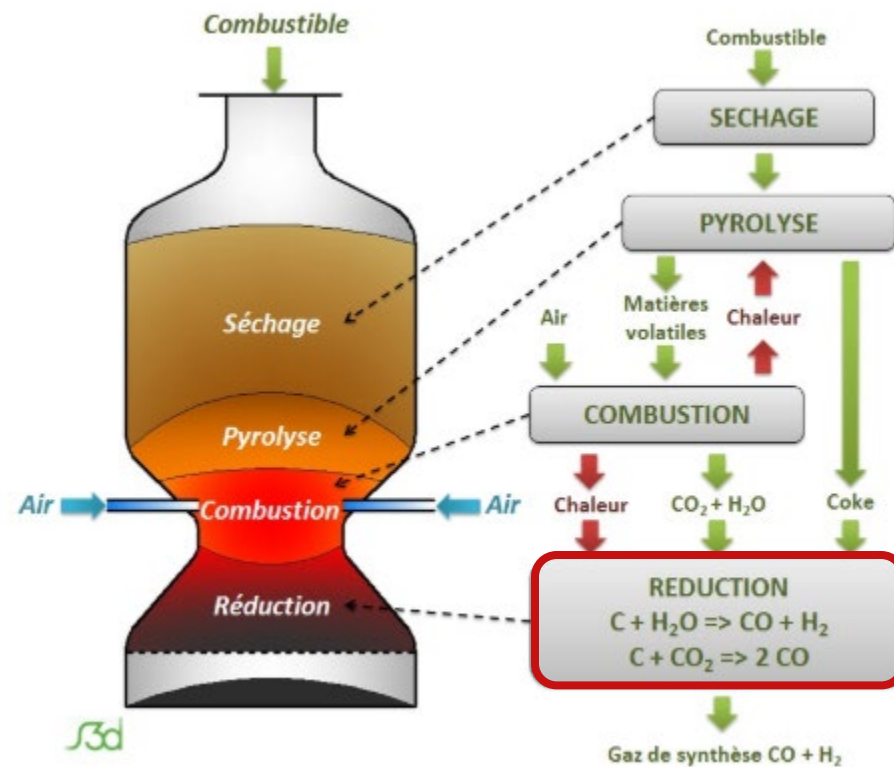 Combustible
Séchage
Pyrolyse
Air
Combustion
Air
Réduction
s3d
Combustible
SECHAGE
PYROLYSE
Air
Matières
volatiles
Chaleur
COMBUSTION
Chaleur
CO₂ + H₂O
Coke
REDUCTION
C + H₂O => CO + H₂
C + CO₂ => 2 CO
Gaz de synthèse CO + H₂